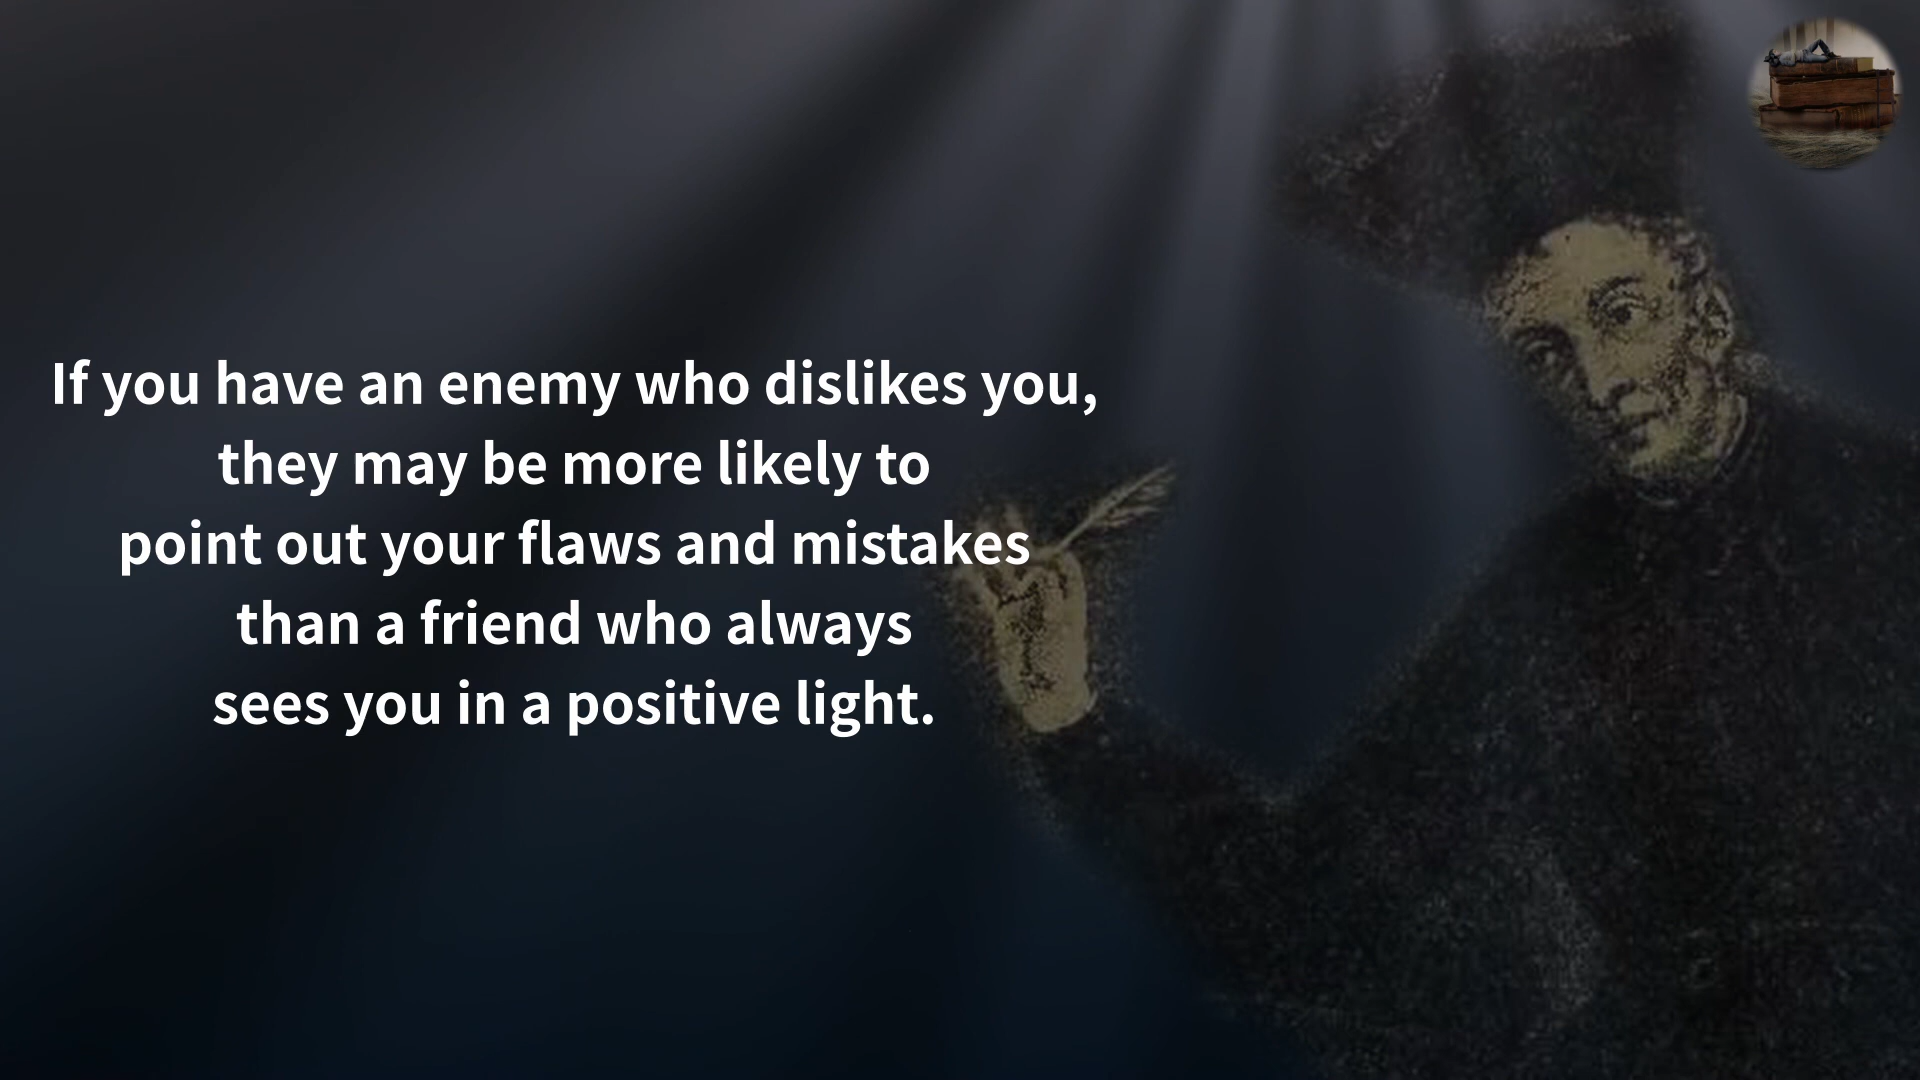 If you have an enemy who dislikes you,
they may be more likely to
point out your flaws and mistakes
than a friend who always
sees you in a positive light.